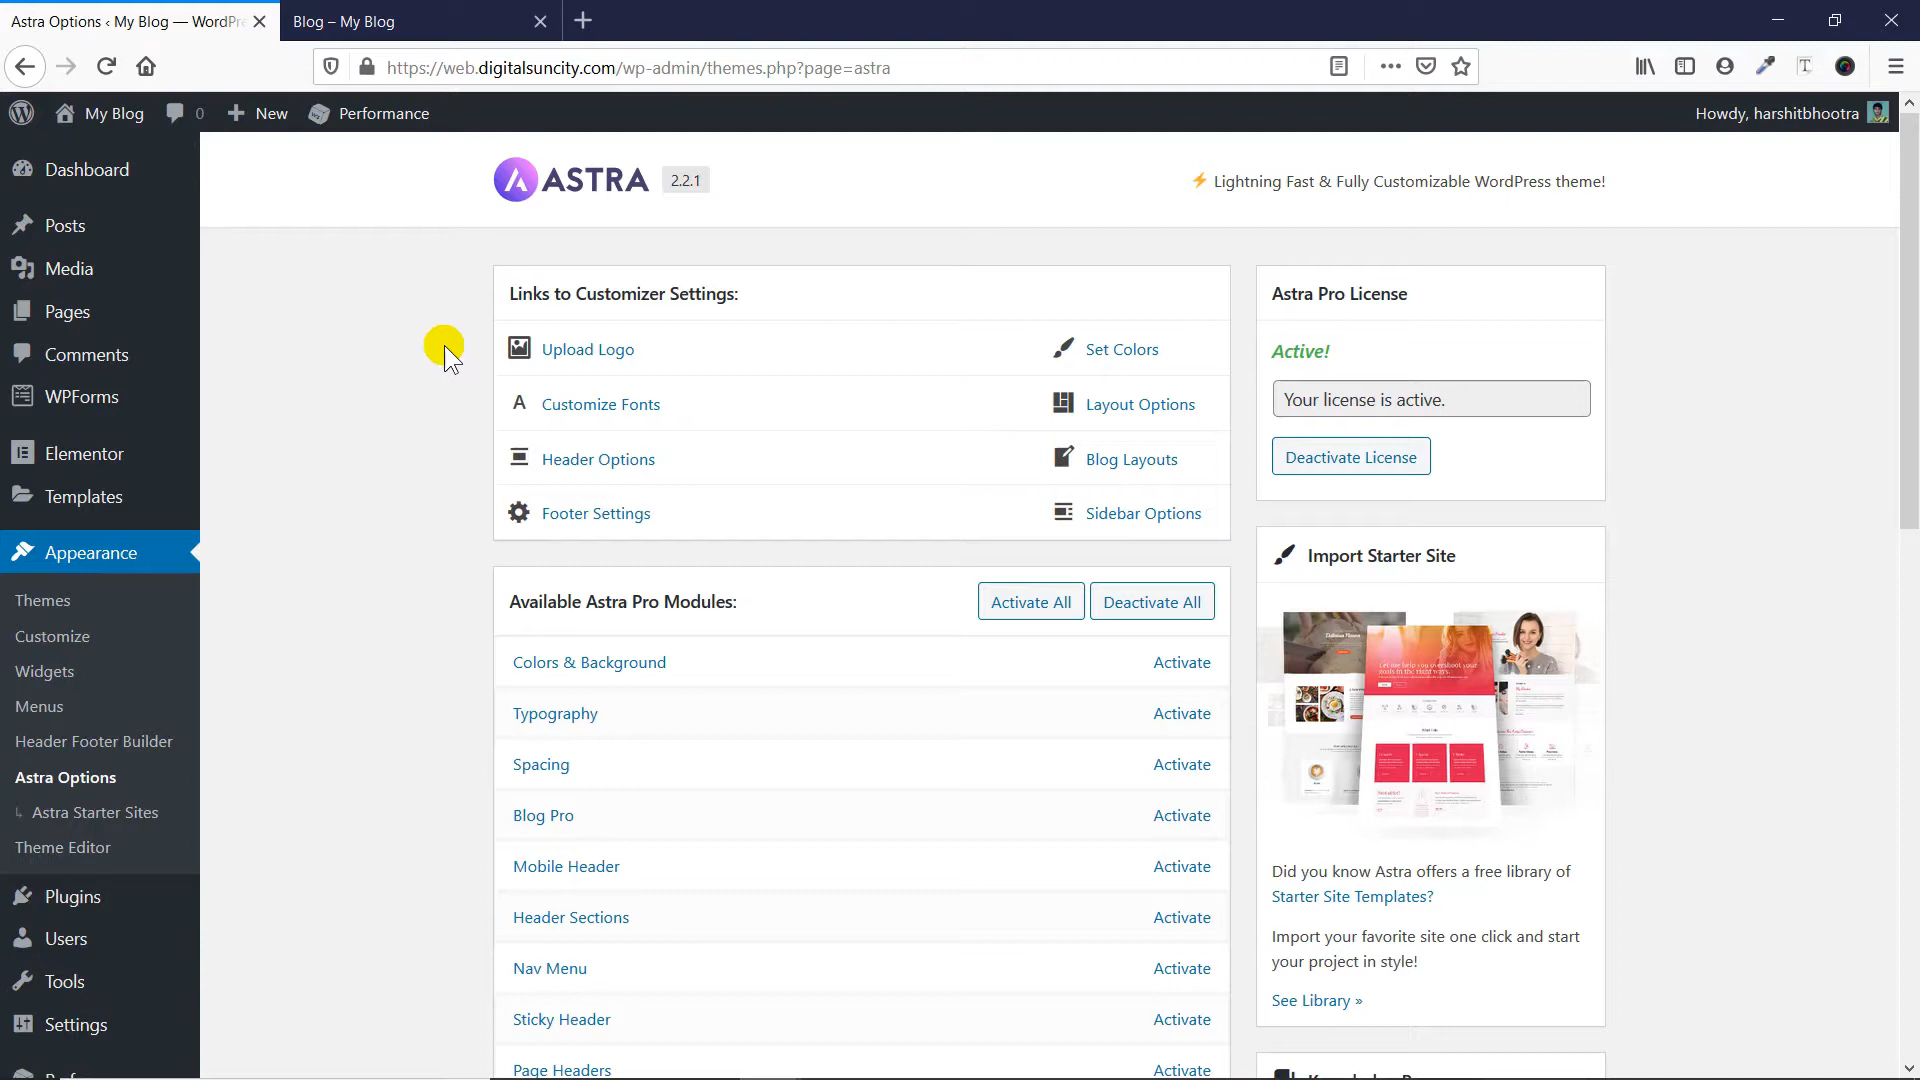 Astra Options ‹ My Blog — WordPre
Blog – My Blog
https://web.digitalsuncity.com/wp-admin/themes.php?page=astra
My Blog
0
New
Performance
Howdy, harshitbhootra
Dashboard
Posts
Media
Pages
Comments
WPForms
Elementor
Templates
Appearance
Themes
Customize
Widgets
Menus
Header Footer Builder
Astra Options
Astra Starter Sites
Theme Editor
Plugins
Users
Tools
Settings
ASTRA 2.2.1
Lightning Fast & Fully Customizable WordPress theme!
Links to Customizer Settings:
Upload Logo
Set Colors
Customize Fonts
Layout Options
Header Options
Blog Layouts
Footer Settings
Sidebar Options
Available Astra Pro Modules:
Activate All
Deactivate All
Colors & Background
Activate
Typography
Activate
Spacing
Activate
Blog Pro
Activate
Mobile Header
Activate
Header Sections
Activate
Nav Menu
Activate
Sticky Header
Activate
Page Headers
Activate
Astra Pro License
Active!
Your license is active.
Deactivate License
Import Starter Site
Did you know Astra offers a free library of
Starter Site Templates?
Import your favorite site one click and start
your project in style!
See Library »